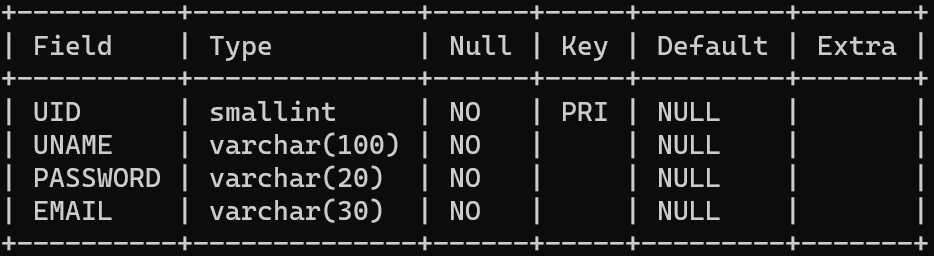 +----------+--------------+------+-----+---------+-------+
| Field    | Type         | Null | Key | Default | Extra |
+----------+--------------+------+-----+---------+-------+
| UID      | smallint     | NO   | PRI | NULL    |       |
| UNAME    | varchar(100) | NO   |     | NULL    |       |
| PASSWORD | varchar(20)  | NO   |     | NULL    |       |
| EMAIL    | varchar(30)  | NO   |     | NULL    |       |
+----------+--------------+------+-----+---------+-------+